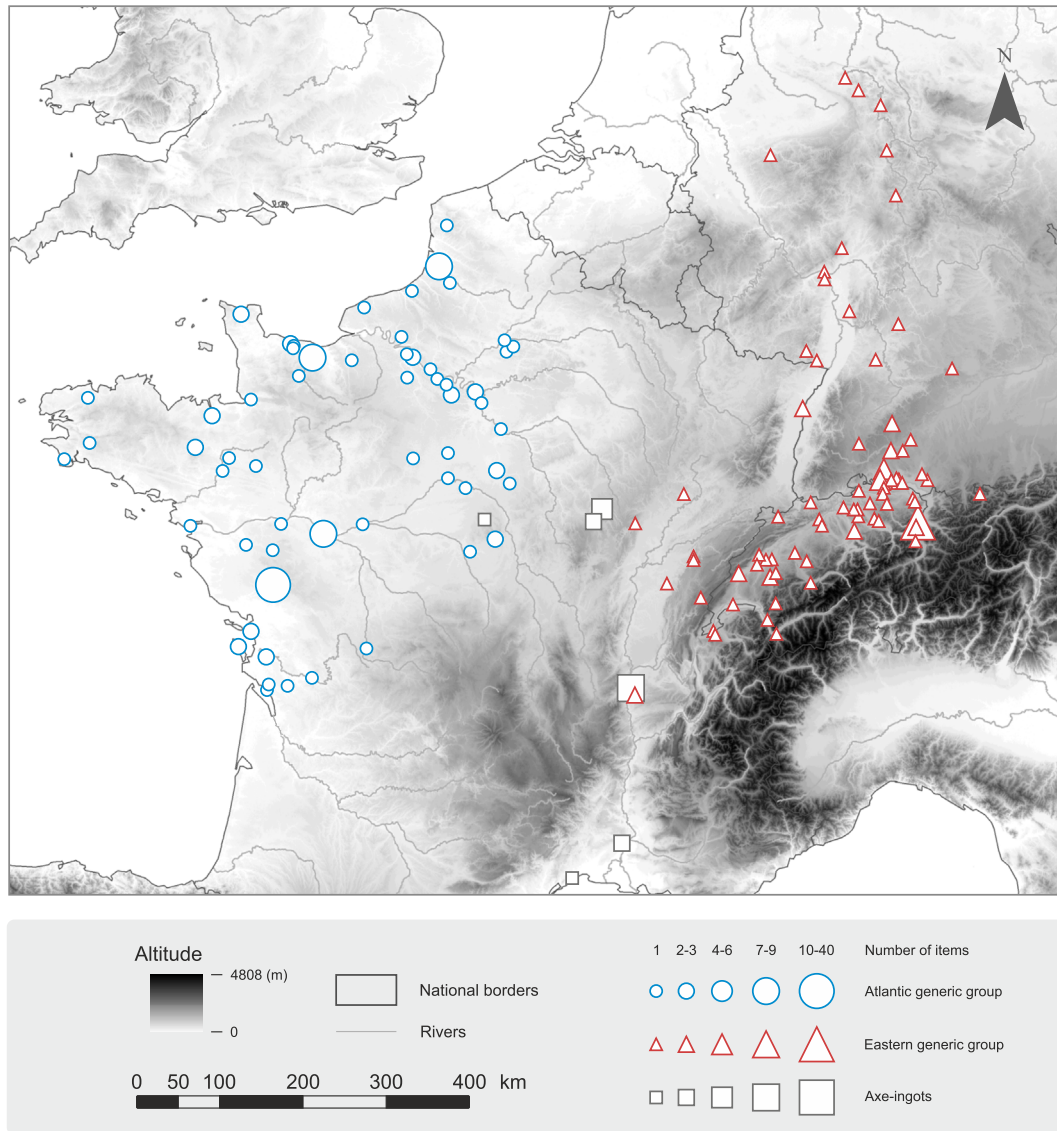 N
Altitude
4808 (m)
0
National borders
Rivers
0 50 100 200 300 400 km
1 2-3 4-6 7-9 10-40 Number of items
Atlantic generic group
Eastern generic group
Axe-ingots